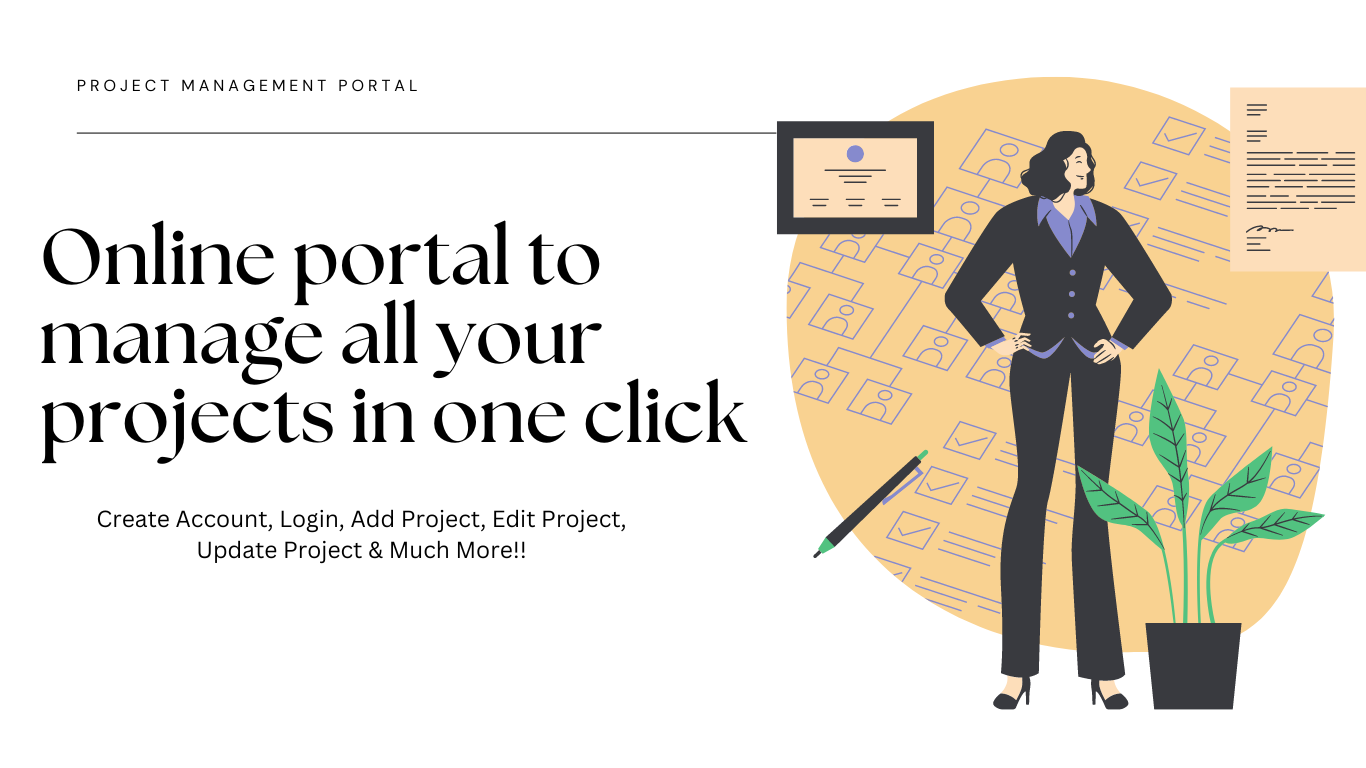 PROJECT MANAGEMENT PORTAL
Online portal to
manage all your
projects in one click
Create Account, Login, Add Project, Edit Project,
Update Project & Much More!!